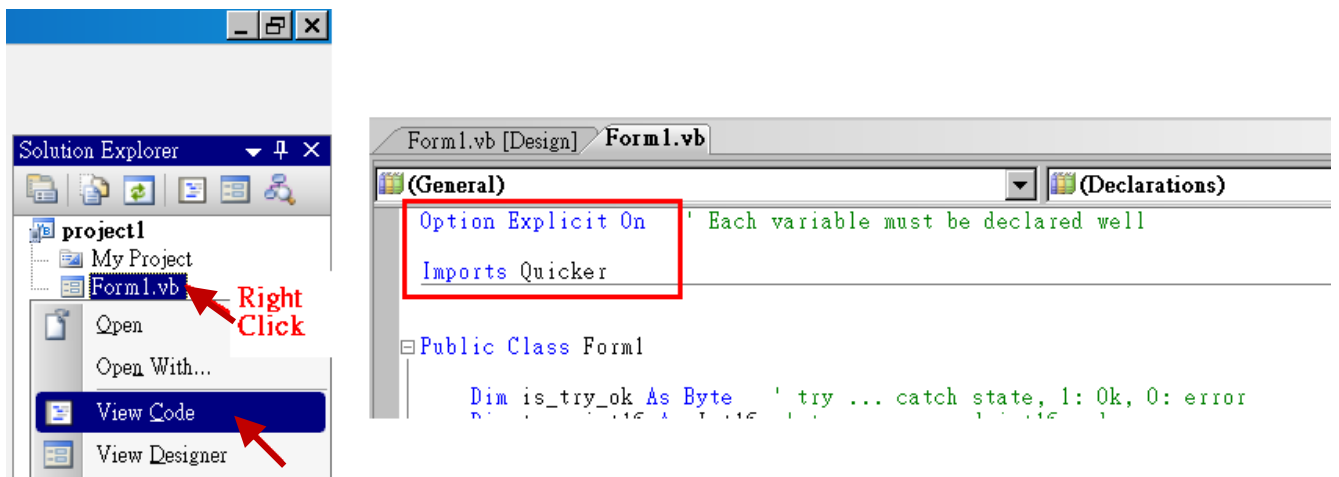 Solution Explorer
project1
My Project
Form1.vb
Right
Click
Open
Open With...
View Code
View Designer
Form1.vb [Design]
Form1.vb
(General)
(Declarations)
Option Explicit On ' Each variable must be declared well
Imports Quicker
Public Class Form1
Dim is_try_ok As Byte ' try ... catch state, 1: Ok, 0: error